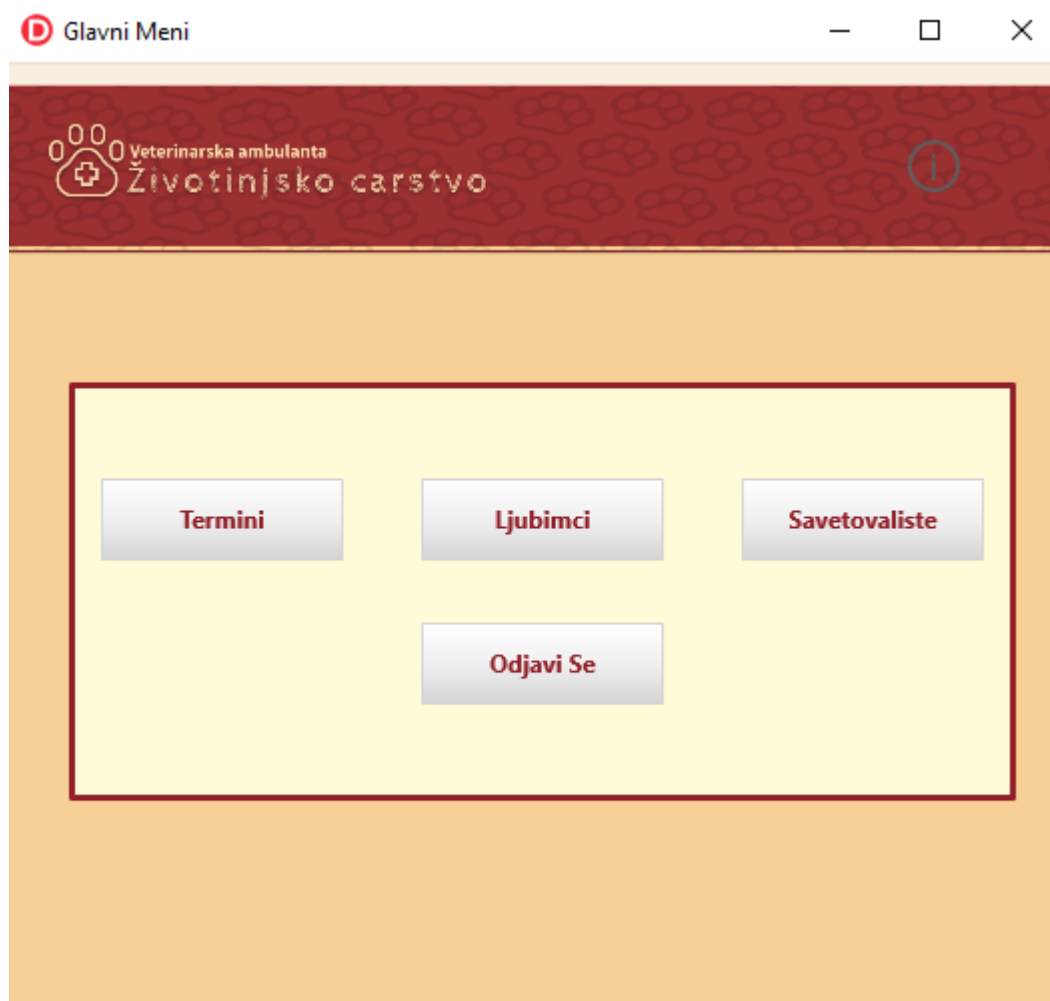 Glavni Meni
Veterinarska ambulanta
Životinjsko carstvo
Termini
Ljubimci
Savetovaliste
Odjavi Se